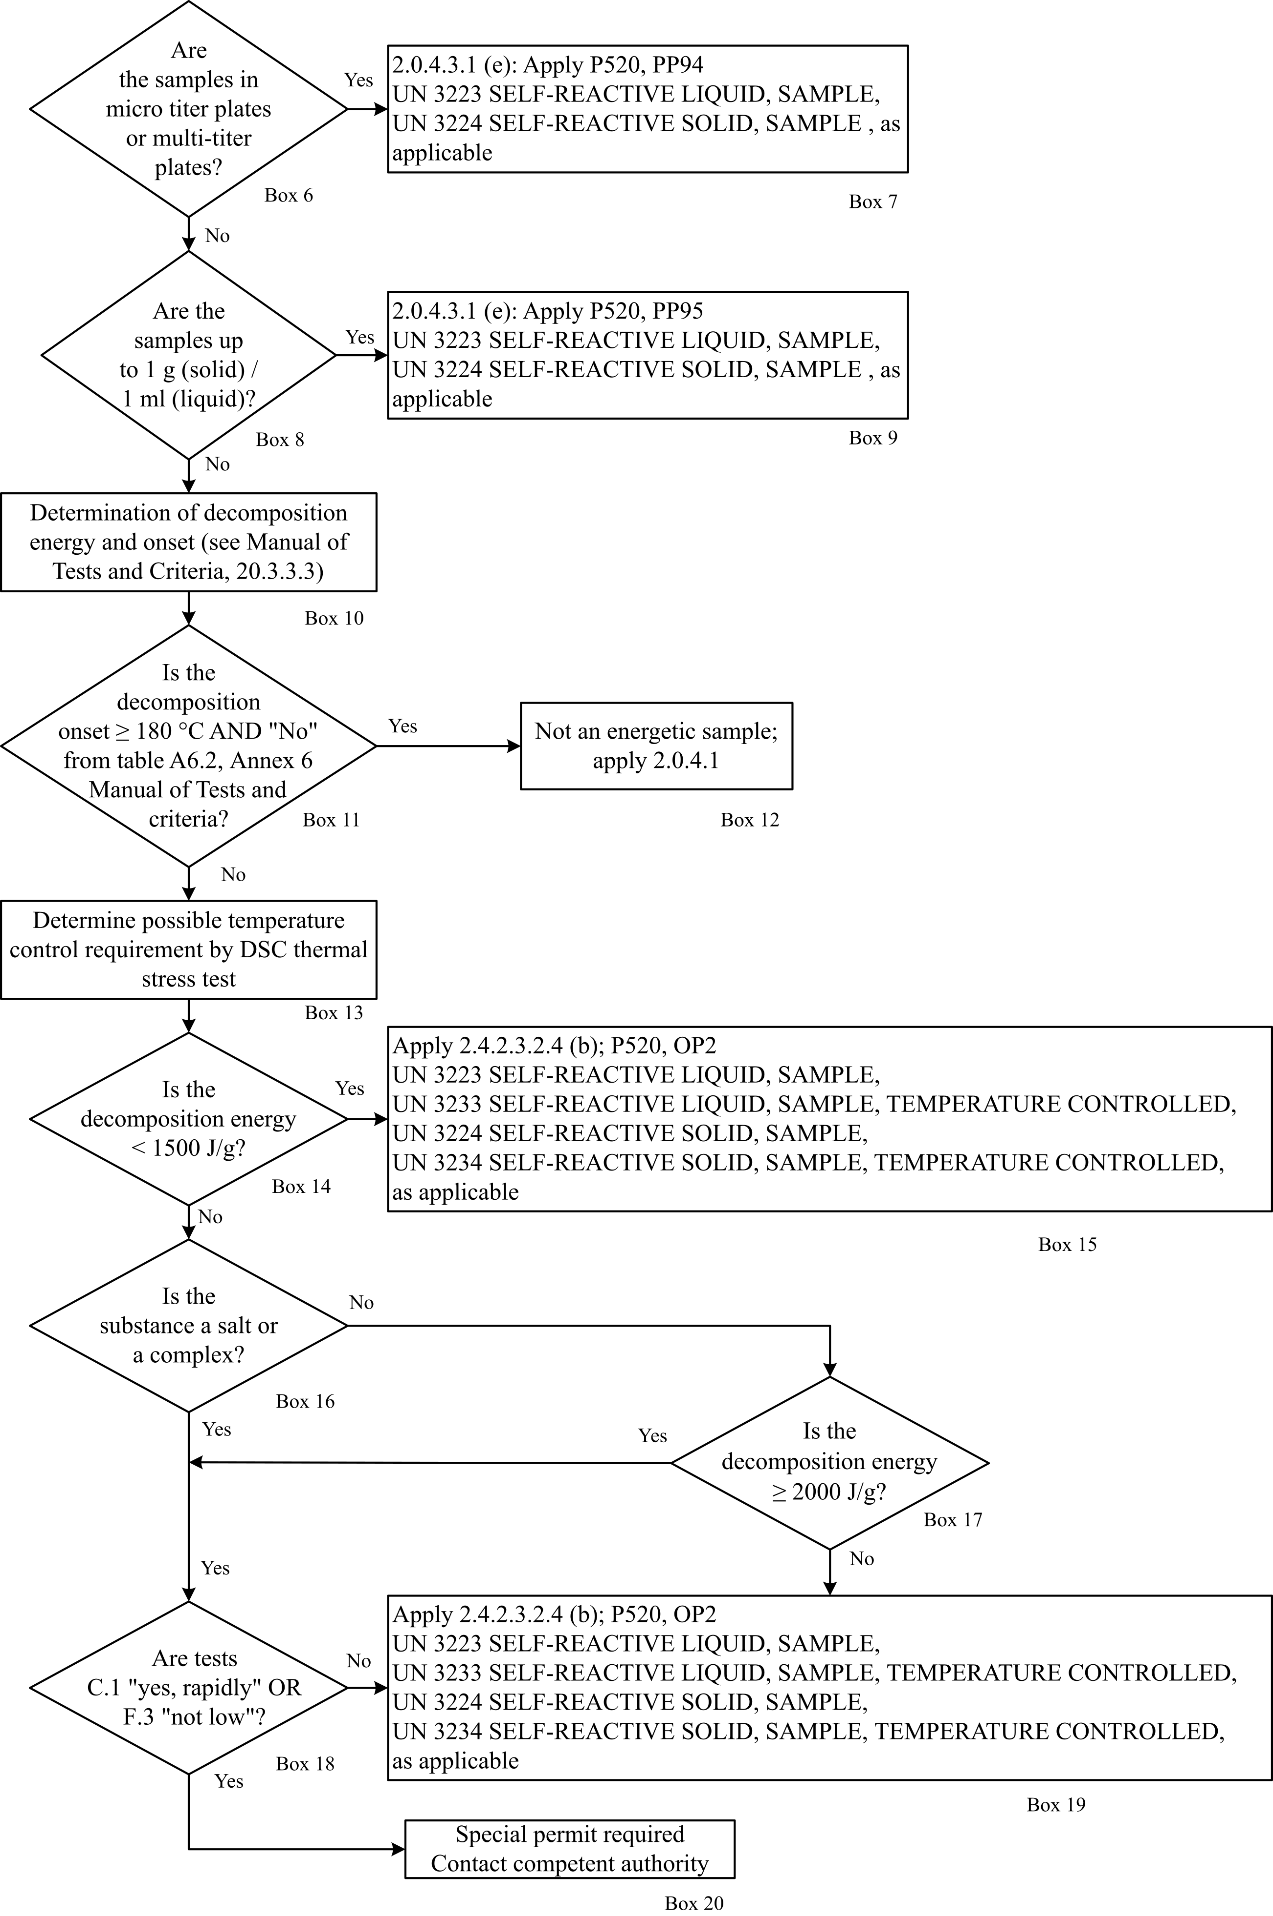 Are
the samples in
micro titer plates
or multi-titer
plates?
Box 6
Yes
2.0.4.3.1 (e): Apply P520, PP94
UN 3223 SELF-REACTIVE LIQUID, SAMPLE,
UN 3224 SELF-REACTIVE SOLID, SAMPLE , as
applicable
Box 7
No
Are the
samples up
to 1 g (solid) /
1 ml (liquid)?
Box 8
Yes
2.0.4.3.1 (e): Apply P520, PP95
UN 3223 SELF-REACTIVE LIQUID, SAMPLE,
UN 3224 SELF-REACTIVE SOLID, SAMPLE , as
applicable
Box 9
No
Determination of decomposition
energy and onset (see Manual of
Tests and Criteria, 20.3.3.3)
Box 10
Is the
decomposition
onset ≥ 180 °C AND "No"
from table A6.2, Annex 6
Manual of Tests and
criteria?
Box 11
Yes
Not an energetic sample;
apply 2.0.4.1
Box 12
No
Determine possible temperature
control requirement by DSC thermal
stress test
Box 13
Is the
decomposition energy
< 1500 J/g?
Box 14
Yes
Apply 2.4.2.3.2.4 (b); P520, OP2
UN 3223 SELF-REACTIVE LIQUID, SAMPLE,
UN 3233 SELF-REACTIVE LIQUID, SAMPLE, TEMPERATURE CONTROLLED,
UN 3224 SELF-REACTIVE SOLID, SAMPLE,
UN 3234 SELF-REACTIVE SOLID, SAMPLE, TEMPERATURE CONTROLLED,
as applicable
Box 15
No
Is the
substance a salt or
a complex?
Box 16
No
Yes
Is the
decomposition energy
≥ 2000 J/g?
Box 17
Yes
No
Yes
Are tests
C.1 "yes, rapidly" OR
F.3 "not low"?
Box 18
No
Apply 2.4.2.3.2.4 (b); P520, OP2
UN 3223 SELF-REACTIVE LIQUID, SAMPLE,
UN 3233 SELF-REACTIVE LIQUID, SAMPLE, TEMPERATURE CONTROLLED,
UN 3224 SELF-REACTIVE SOLID, SAMPLE,
UN 3234 SELF-REACTIVE SOLID, SAMPLE, TEMPERATURE CONTROLLED,
as applicable
Box 19
Yes
Special permit required
Contact competent authority
Box 20